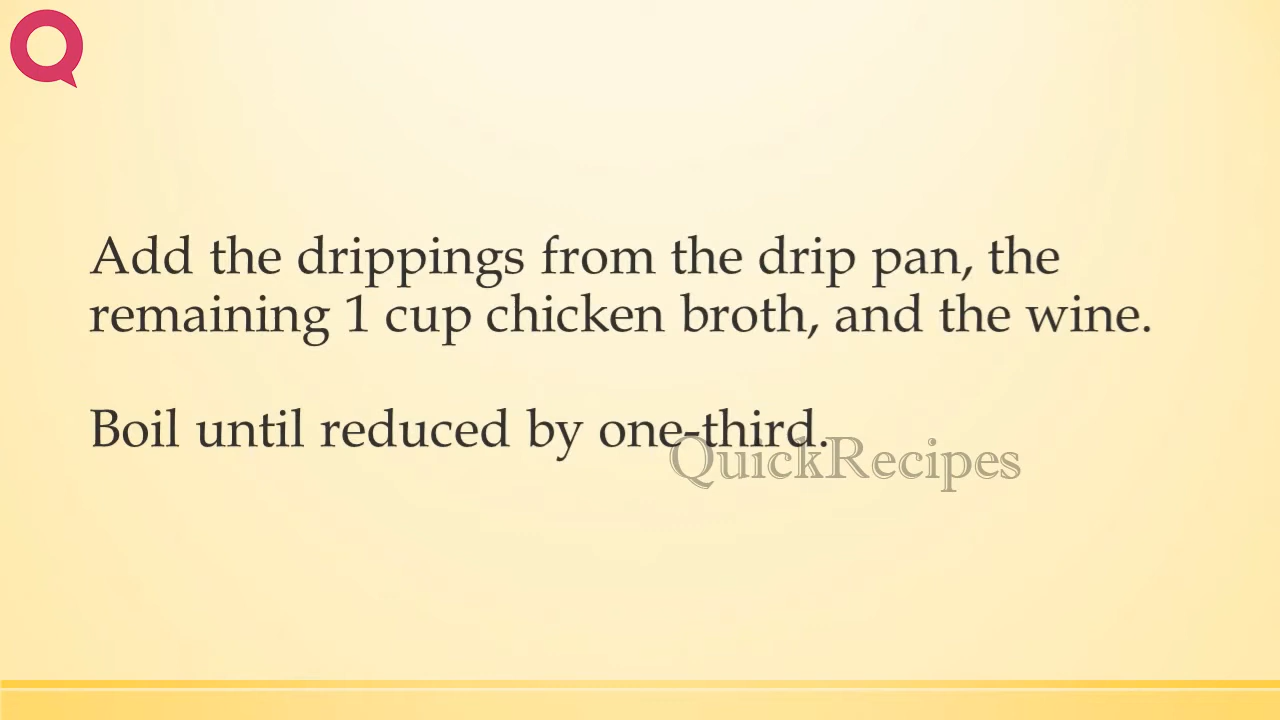 Add the drippings from the drip pan, the
remaining 1 cup chicken broth, and the wine.
Boil until reduced by one-third.
QuickRecipes